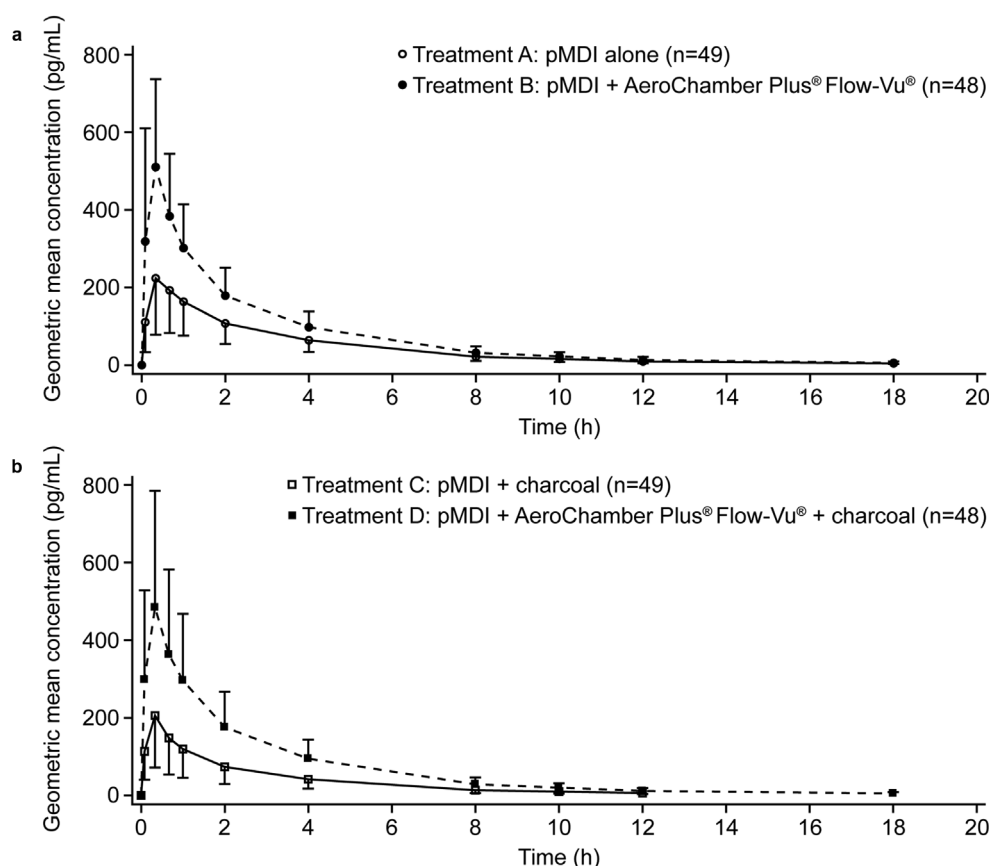 a
Geometric mean concentration (pg/mL)
800
600
400
200
0
Treatment A: pMDI alone (n=49)
Treatment B: pMDI + AeroChamber Plus® Flow-Vu® (n=48)
0 2 4 6 8 10 12 14 16 18 20
Time (h)
b
Geometric mean concentration (pg/mL)
800
600
400
200
0
Treatment C: pMDI + charcoal (n=49)
Treatment D: pMDI + AeroChamber Plus® Flow-Vu® + charcoal (n=48)
0 2 4 6 8 10 12 14 16 18 20
Time (h)